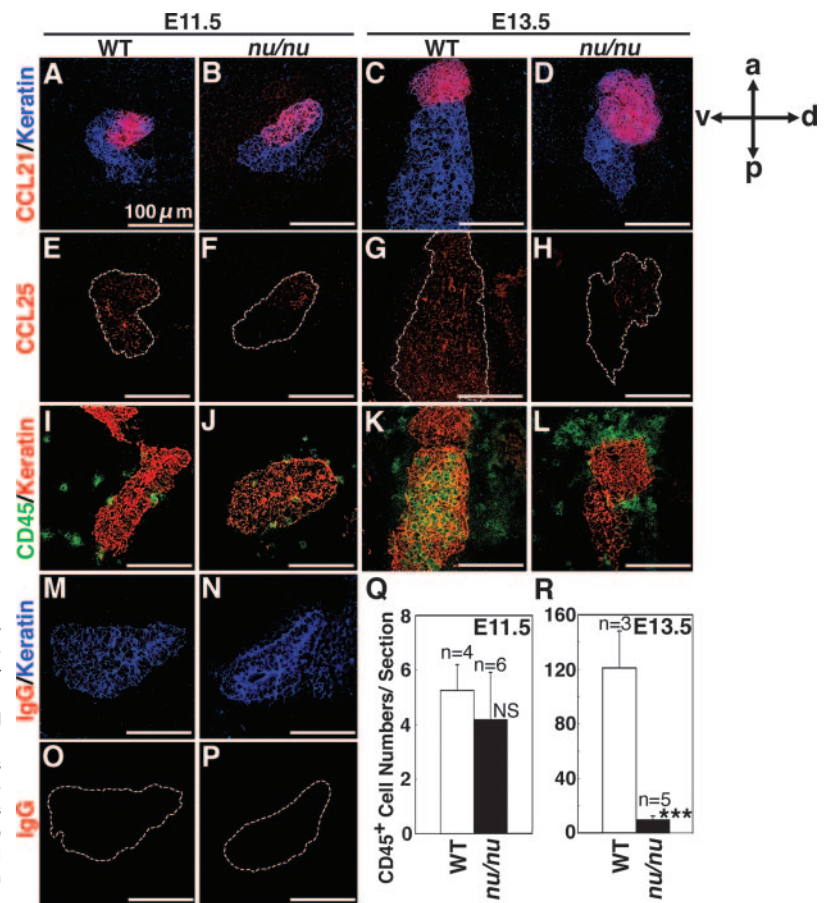 E11.5 E13.5
WT nu/nu WT nu/nu
CCL21/Keratin
A B C D
100 μm
a
v d
p
CCL25
E F G H
CD45/Keratin
I J K L
IgG/Keratin
M N
IgG
O P
Q
CD45+ Cell Numbers/ Section
8
6
4
2
0
E11.5
n=4
n=6
NS
WT nu/nu
R
160
120
80
40
0
E13.5
n=3
n=5
***
WT nu/nu